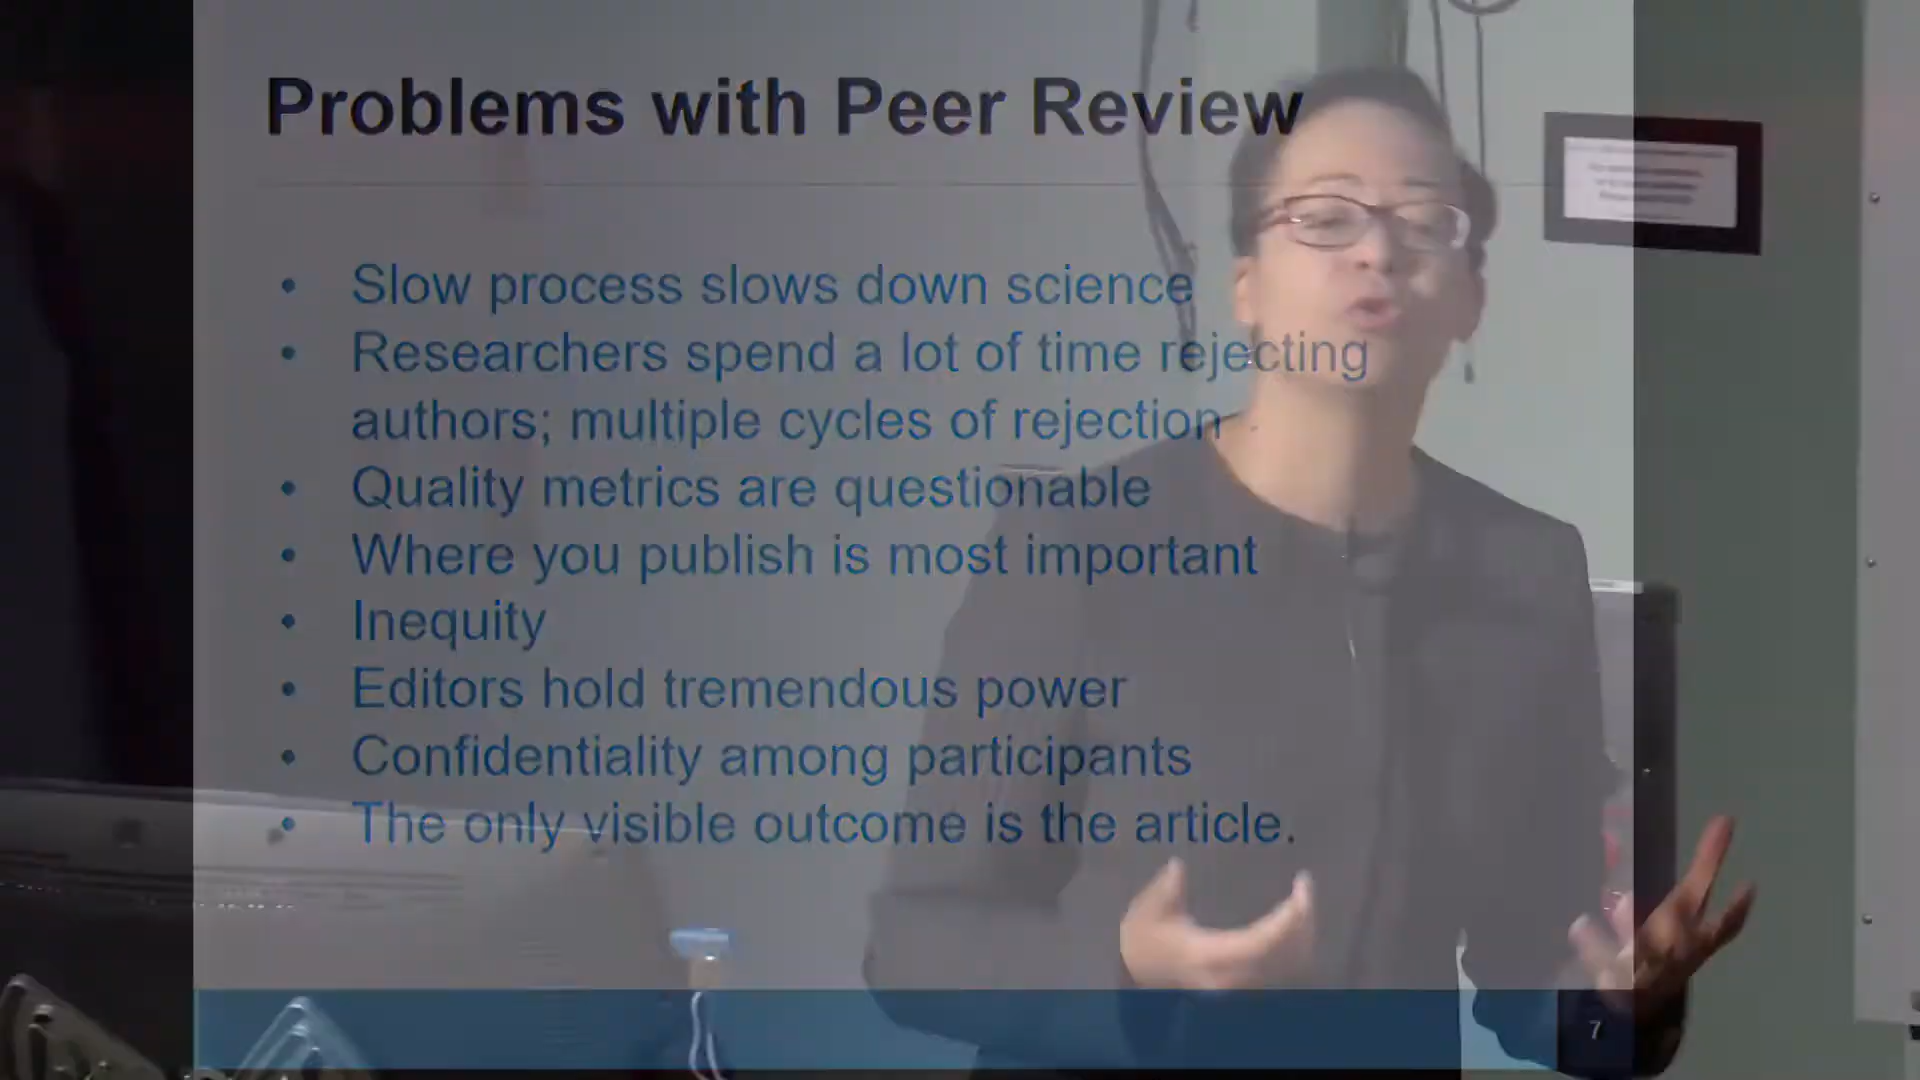 Problems with Peer Review
• Slow process slows down science
• Researchers spend a lot of time rejecting
authors; multiple cycles of rejection
• Quality metrics are questionable
• Where you publish is most important
• Inequity
• Editors hold tremendous power
• Confidentiality among participants
• The only visible outcome is the article.
7